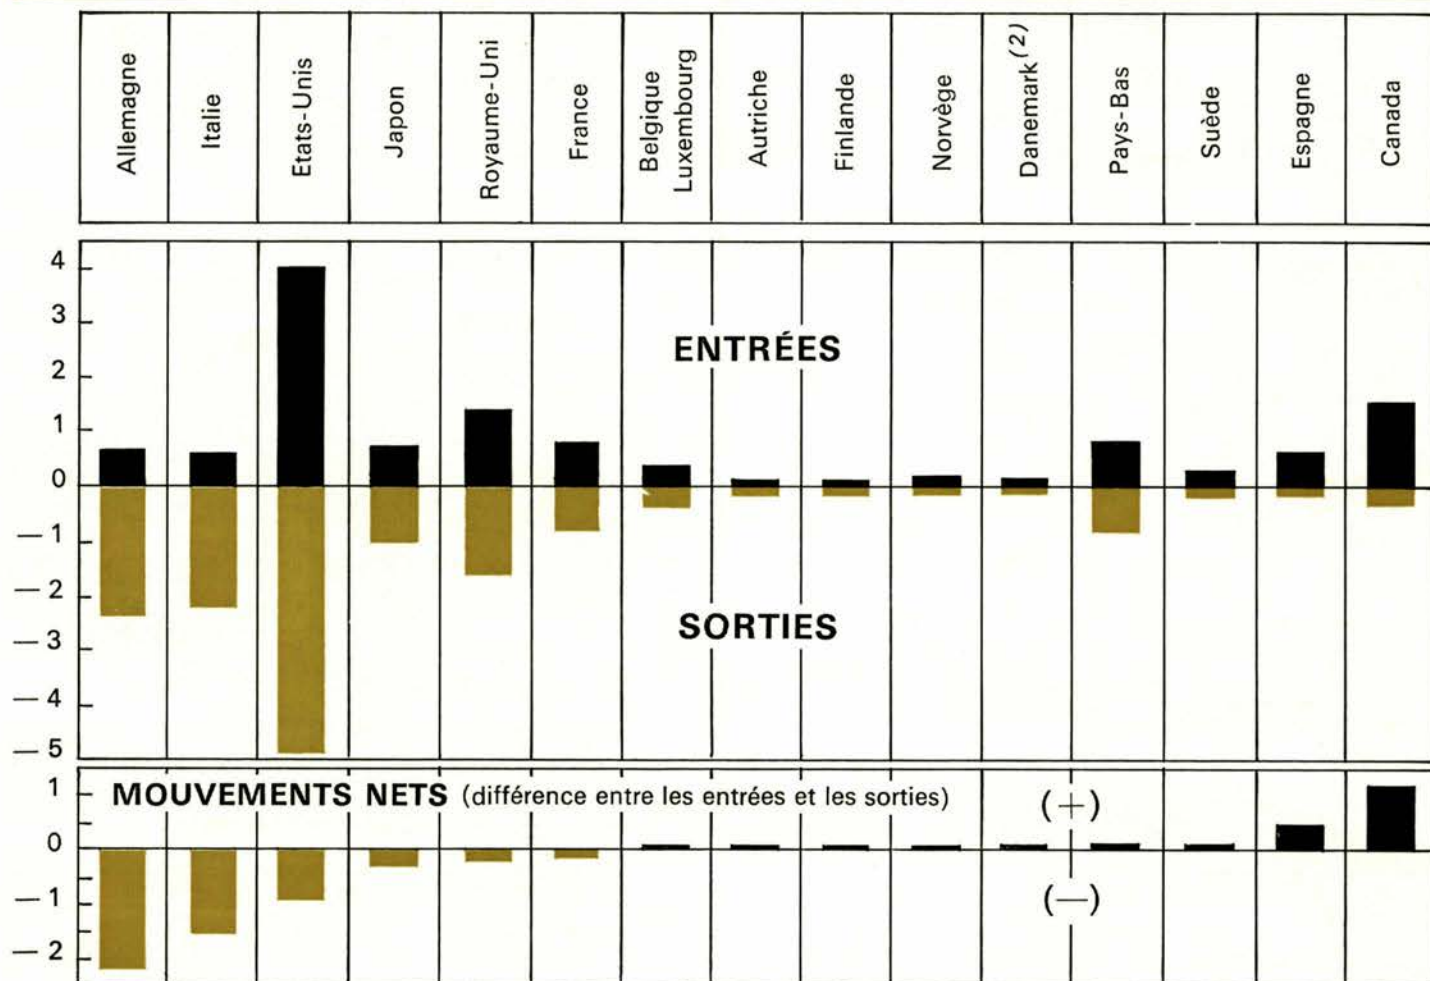 Allemagne
Italie
Etats-Unis
Japon
Royaume-Uni
France
Belgique
Luxembourg
Autriche
Finlande
Norvège
Danemark(2)
Pays-Bas
Suède
Espagne
Canada
4
3
2
1
0
— 1
— 2
— 3
— 4
— 5
ENTRÉES
SORTIES
MOUVEMENTS NETS (différence entre les entrées et les sorties)
(+)
(—)
1
0
— 1
— 2